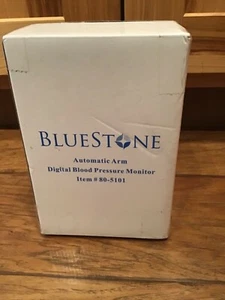 BLUESTONE
Automatic Arm
Digital Blood Pressure Monitor
Item # 80-5101